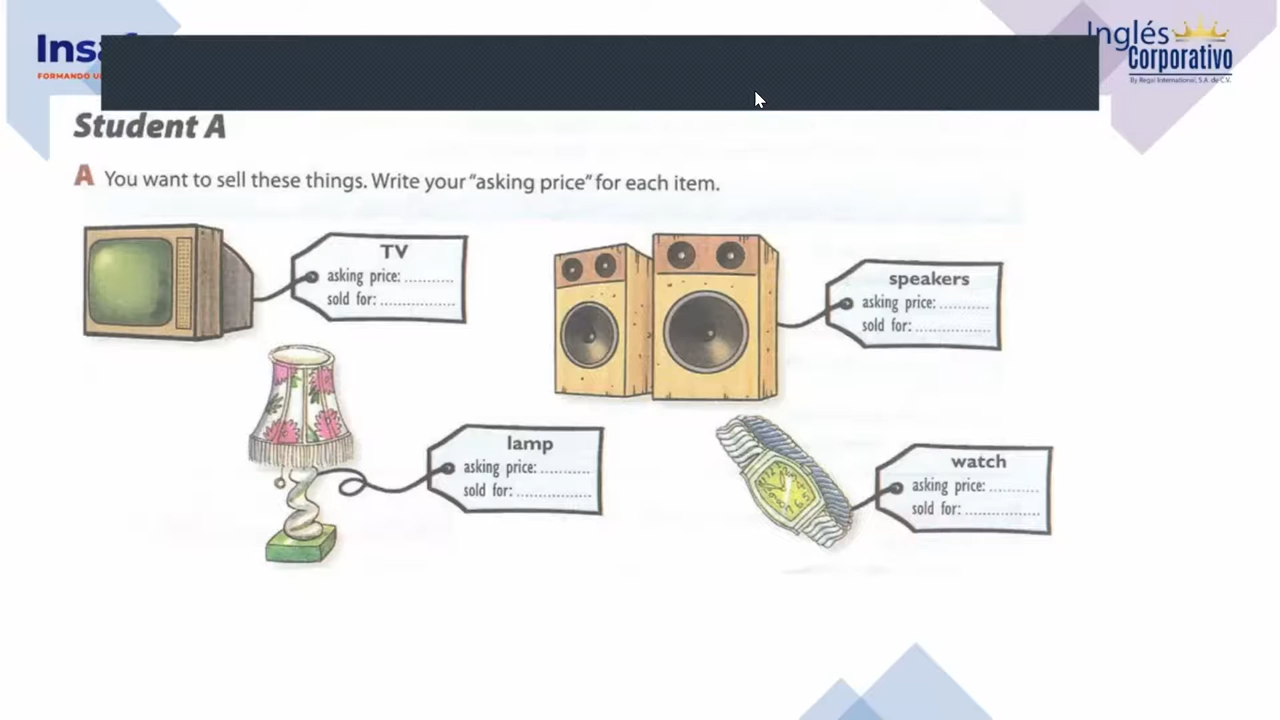 Inglés
Corporativo
By Regal International, S.A. de C.V.
Student A
A You want to sell these things. Write your "asking price" for each item.
TV
asking price: ..........
sold for: ...............
speakers
asking price: ..........
sold for: ...............
lamp
asking price: ..........
sold for: ...............
watch
asking price: ..........
sold for: ...............